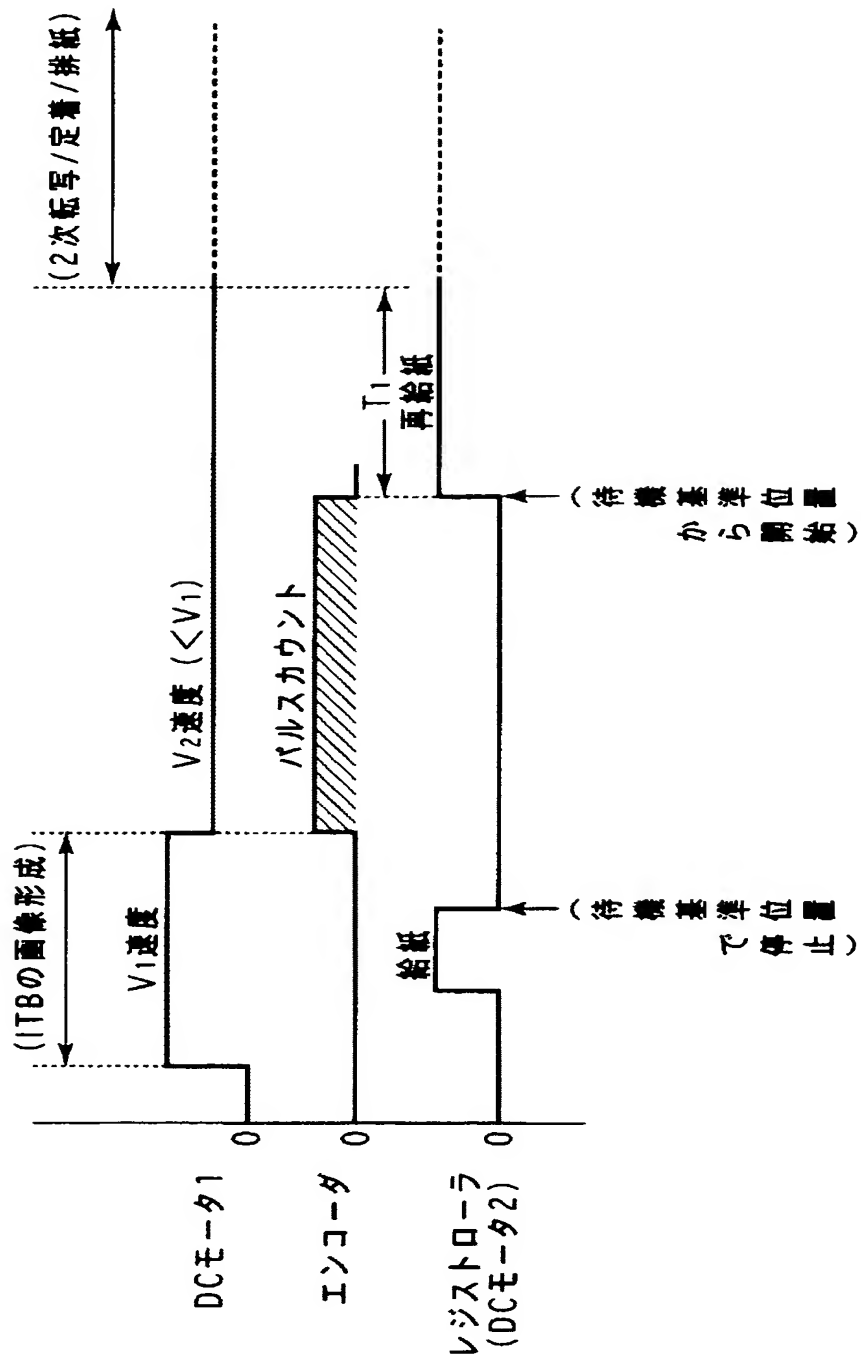 (ITBの画像形成)
(2次転写/定着/排紙)
V1速度
V2速度 (<V1)
DCモータ1
0
パルスカウント
T1
再給紙
エンコーダ
0
給紙
レジストローラ
(DCモータ2)
0
(待機基準位置
で停止)
(待機基準位置
から開始)